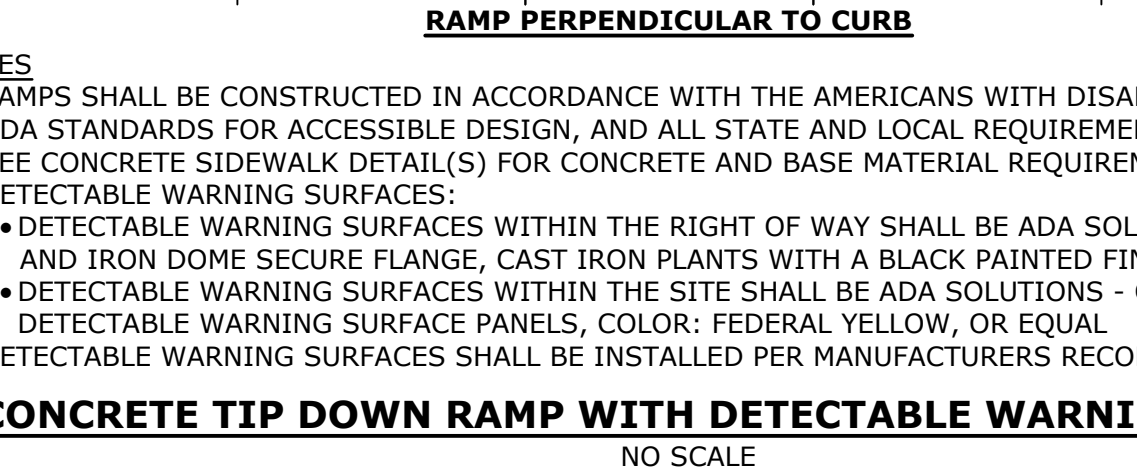 RAMP PERPENDICULAR TO CURB
ES
AMPS SHALL BE CONSTRUCTED IN ACCORDANCE WITH THE AMERICANS WITH DISA
DA STANDARDS FOR ACCESSIBLE DESIGN, AND ALL STATE AND LOCAL REQUIREME
EE CONCRETE SIDEWALK DETAIL(S) FOR CONCRETE AND BASE MATERIAL REQUIREM
ETECTABLE WARNING SURFACES:
•DETECTABLE WARNING SURFACES WITHIN THE RIGHT OF WAY SHALL BE ADA SOL
AND IRON DOME SECURE FLANGE, CAST IRON PLANTS WITH A BLACK PAINTED FIN
•DETECTABLE WARNING SURFACES WITHIN THE SITE SHALL BE ADA SOLUTIONS -
DETECTABLE WARNING SURFACE PANELS, COLOR: FEDERAL YELLOW, OR EQUAL
ETECTABLE WARNING SURFACES SHALL BE INSTALLED PER MANUFACTURERS RECO
CONCRETE TIP DOWN RAMP WITH DETECTABLE WARNI
NO SCALE